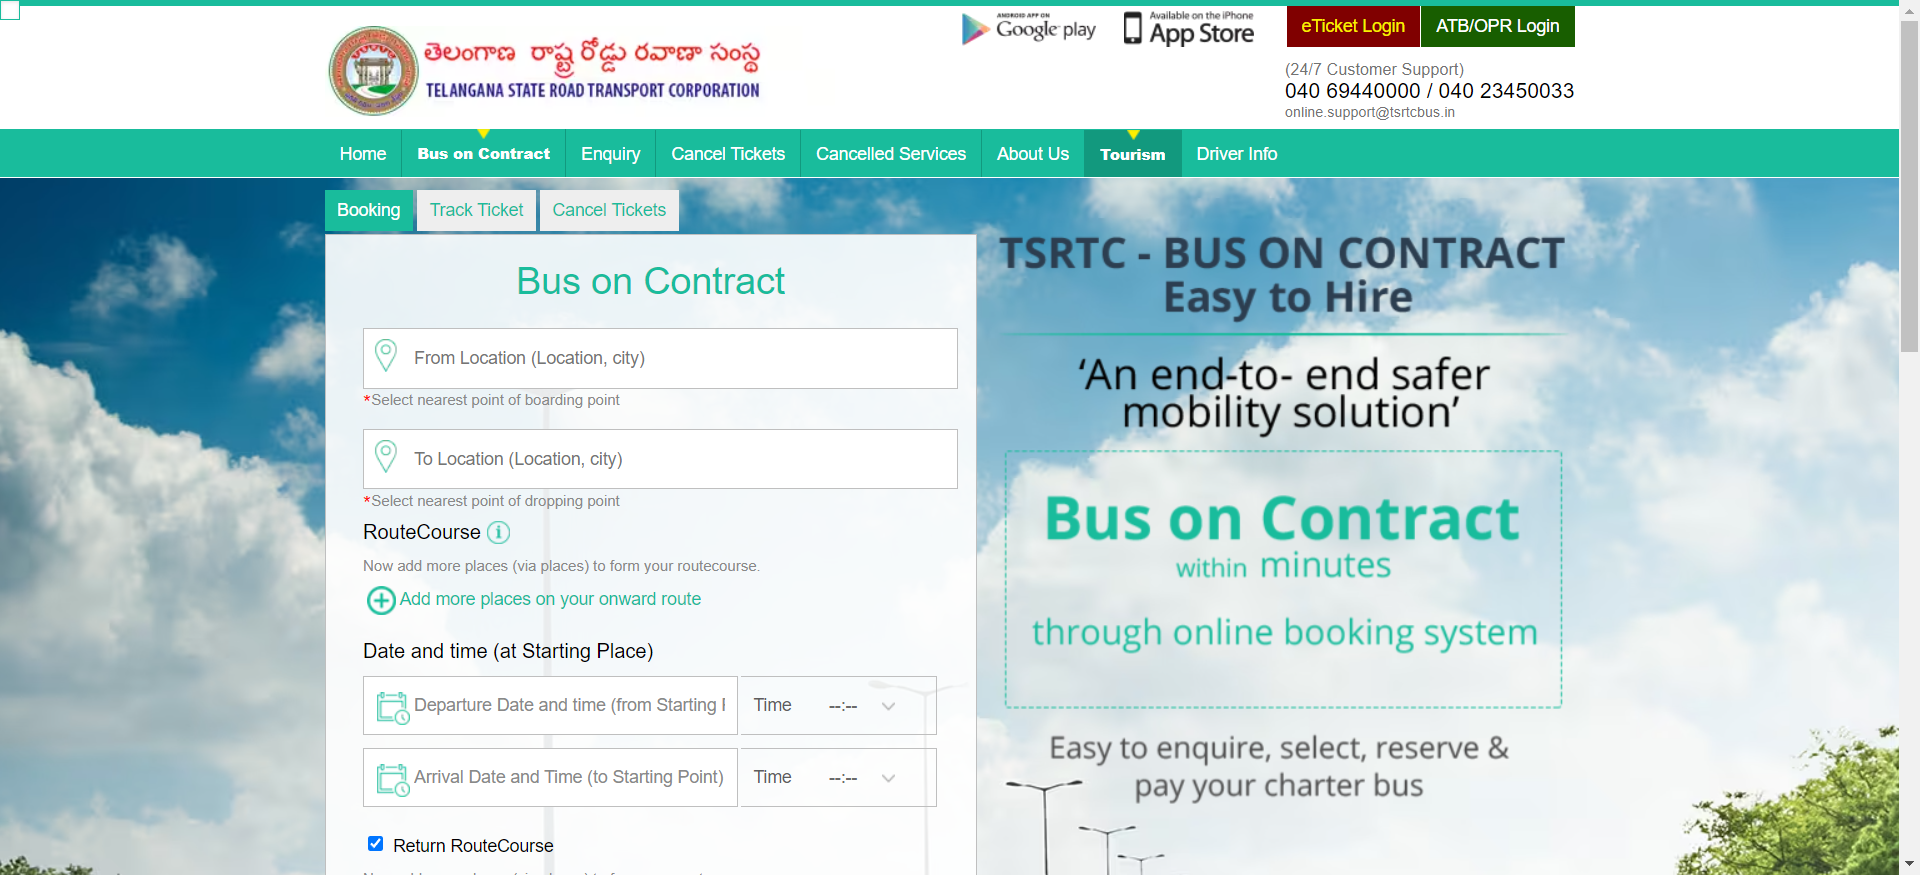 తెలంగాణ రాష్ట్ర రోడ్డు రవాణా సంస్థ
TELANGANA STATE ROAD TRANSPORT CORPORATION
ANDROID APP ON
Google play
Available on the iPhone
App Store
eTicket Login
ATB/OPR Login
(24/7 Customer Support)
040 69440000 / 040 23450033
online.support@tsrtcbus.in
Home
Bus on Contract
Enquiry
Cancel Tickets
Cancelled Services
About Us
Tourism
Driver Info
Booking
Track Ticket
Cancel Tickets
Bus on Contract
From Location (Location, city)
*Select nearest point of boarding point
To Location (Location, city)
*Select nearest point of dropping point
RouteCourse
Now add more places (via places) to form your routecourse.
Add more places on your onward route
Date and time (at Starting Place)
Departure Date and time (from Starting
Time --:--
Arrival Date and Time (to Starting Point)
Time --:--
Return RouteCourse
TSRTC - BUS ON CONTRACT
Easy to Hire
‘An end-to- end safer
mobility solution’
Bus on Contract
within minutes
through online booking system
Easy to enquire, select, reserve &
pay your charter bus